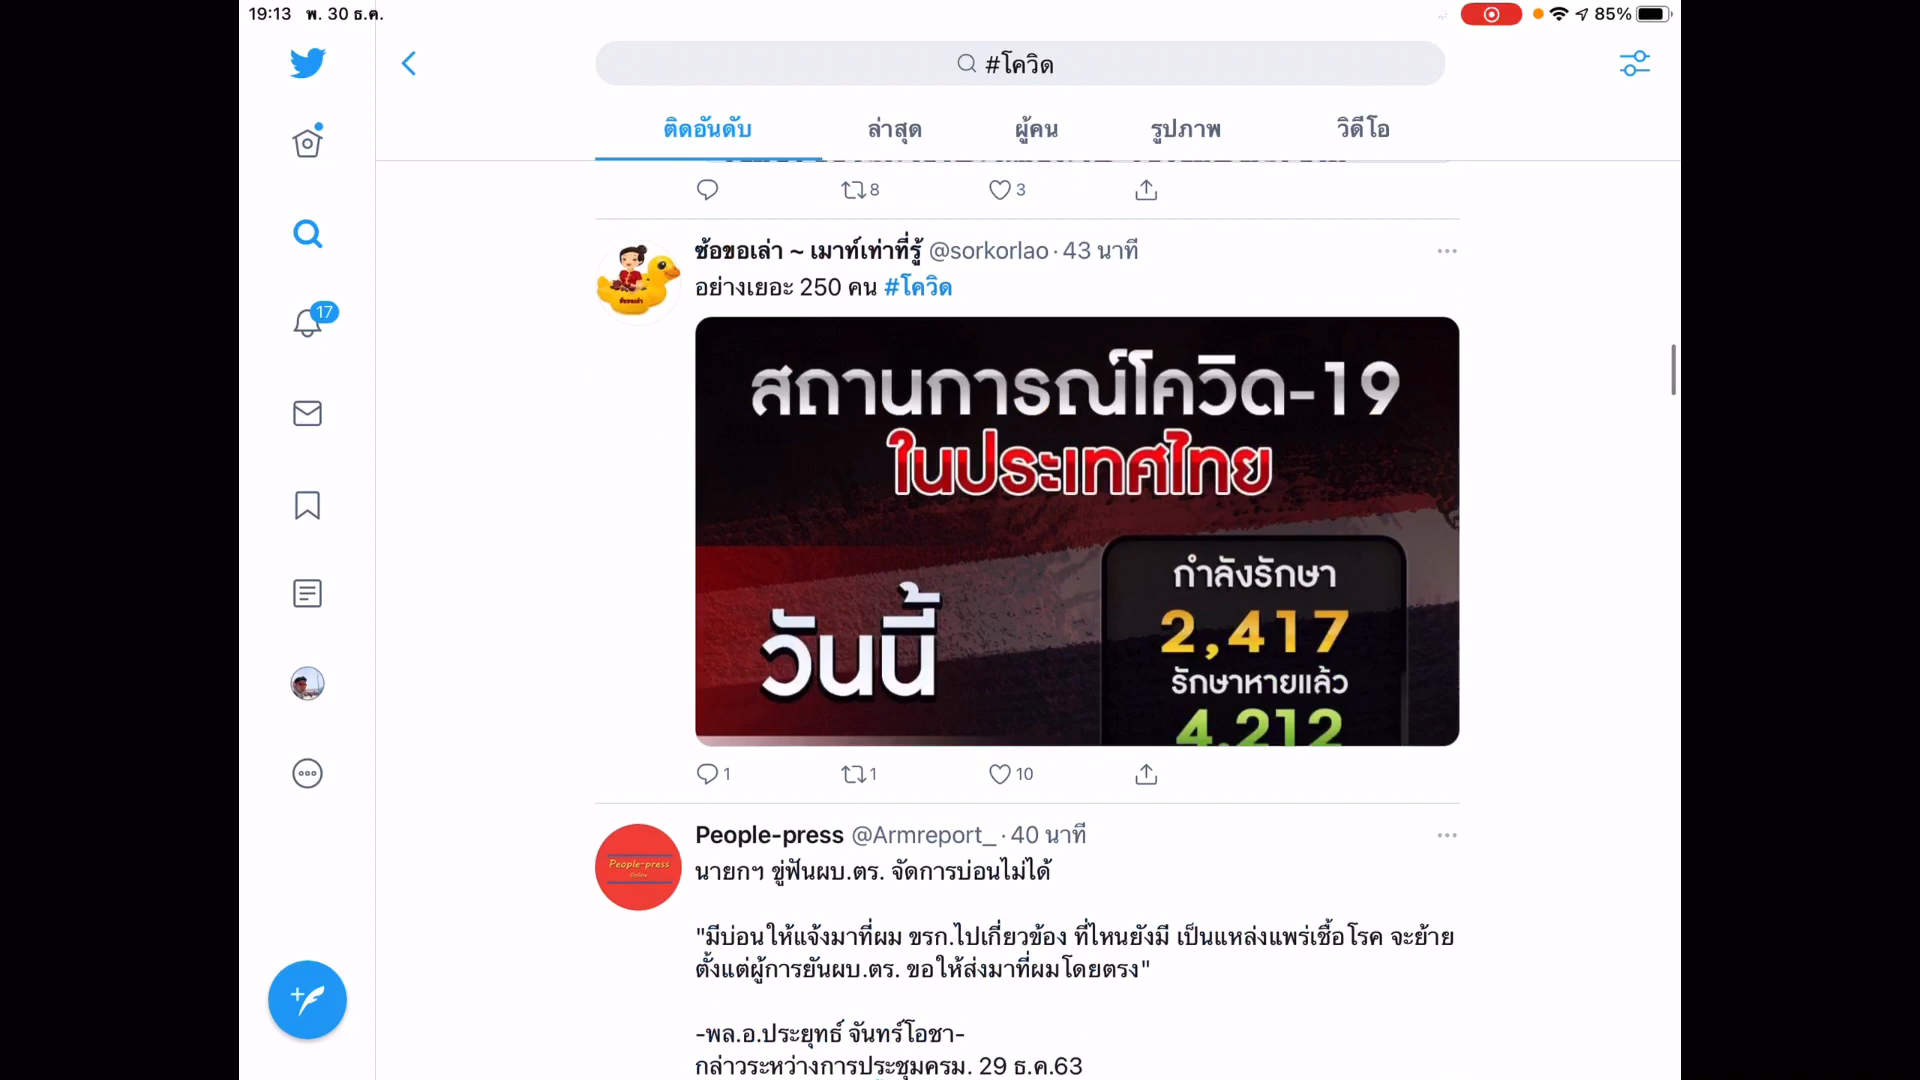 19:13 พ. 30 ธ.ค.
85%
#โควิด
ติดอันดับ ล่าสุด ผู้คน รูปภาพ วิดีโอ
8 3
17
ซ้อขอเล่า ~ เมาท์เท่าที่รู้ @sorkorlao · 43 นาที
อย่างเยอะ 250 คน #โควิด
สถานการณ์โควิด-19
ในประเทศไทย
วันนี้
กำลังรักษา
2,417
รักษาหายแล้ว
4,212
1 1 10
People-press @Armreport_ · 40 นาที
People-press
Online
นายกฯ ขู่ฟันผบ.ตร. จัดการบ่อนไม่ได้
"มีบ่อนให้แจ้งมาที่ผม ขรก.ไปเกี่ยวข้อง ที่ไหนยังมี เป็นแหล่งแพร่เชื้อโรค จะย้าย
ตั้งแต่ผู้การยันผบ.ตร. ขอให้ส่งมาที่ผมโดยตรง"
-พล.อ.ประยุทธ์ จันทร์โอชา-
กล่าวระหว่างการประชุมครม. 29 ธ.ค.63